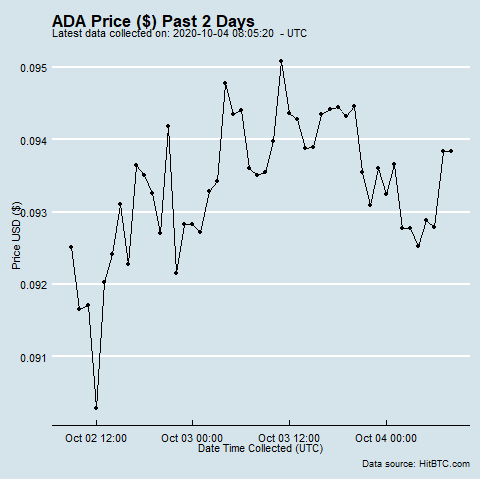 ADA Price ($) Past 2 Days
Latest data collected on: 2020-10-04 08:05:20  - UTC
0.095
0.094
0.093
0.092
0.091
Price USD ($)
Oct 02 12:00 Oct 03 00:00 Oct 03 12:00 Oct 04 00:00
Date Time Collected (UTC)
Data source: HitBTC.com